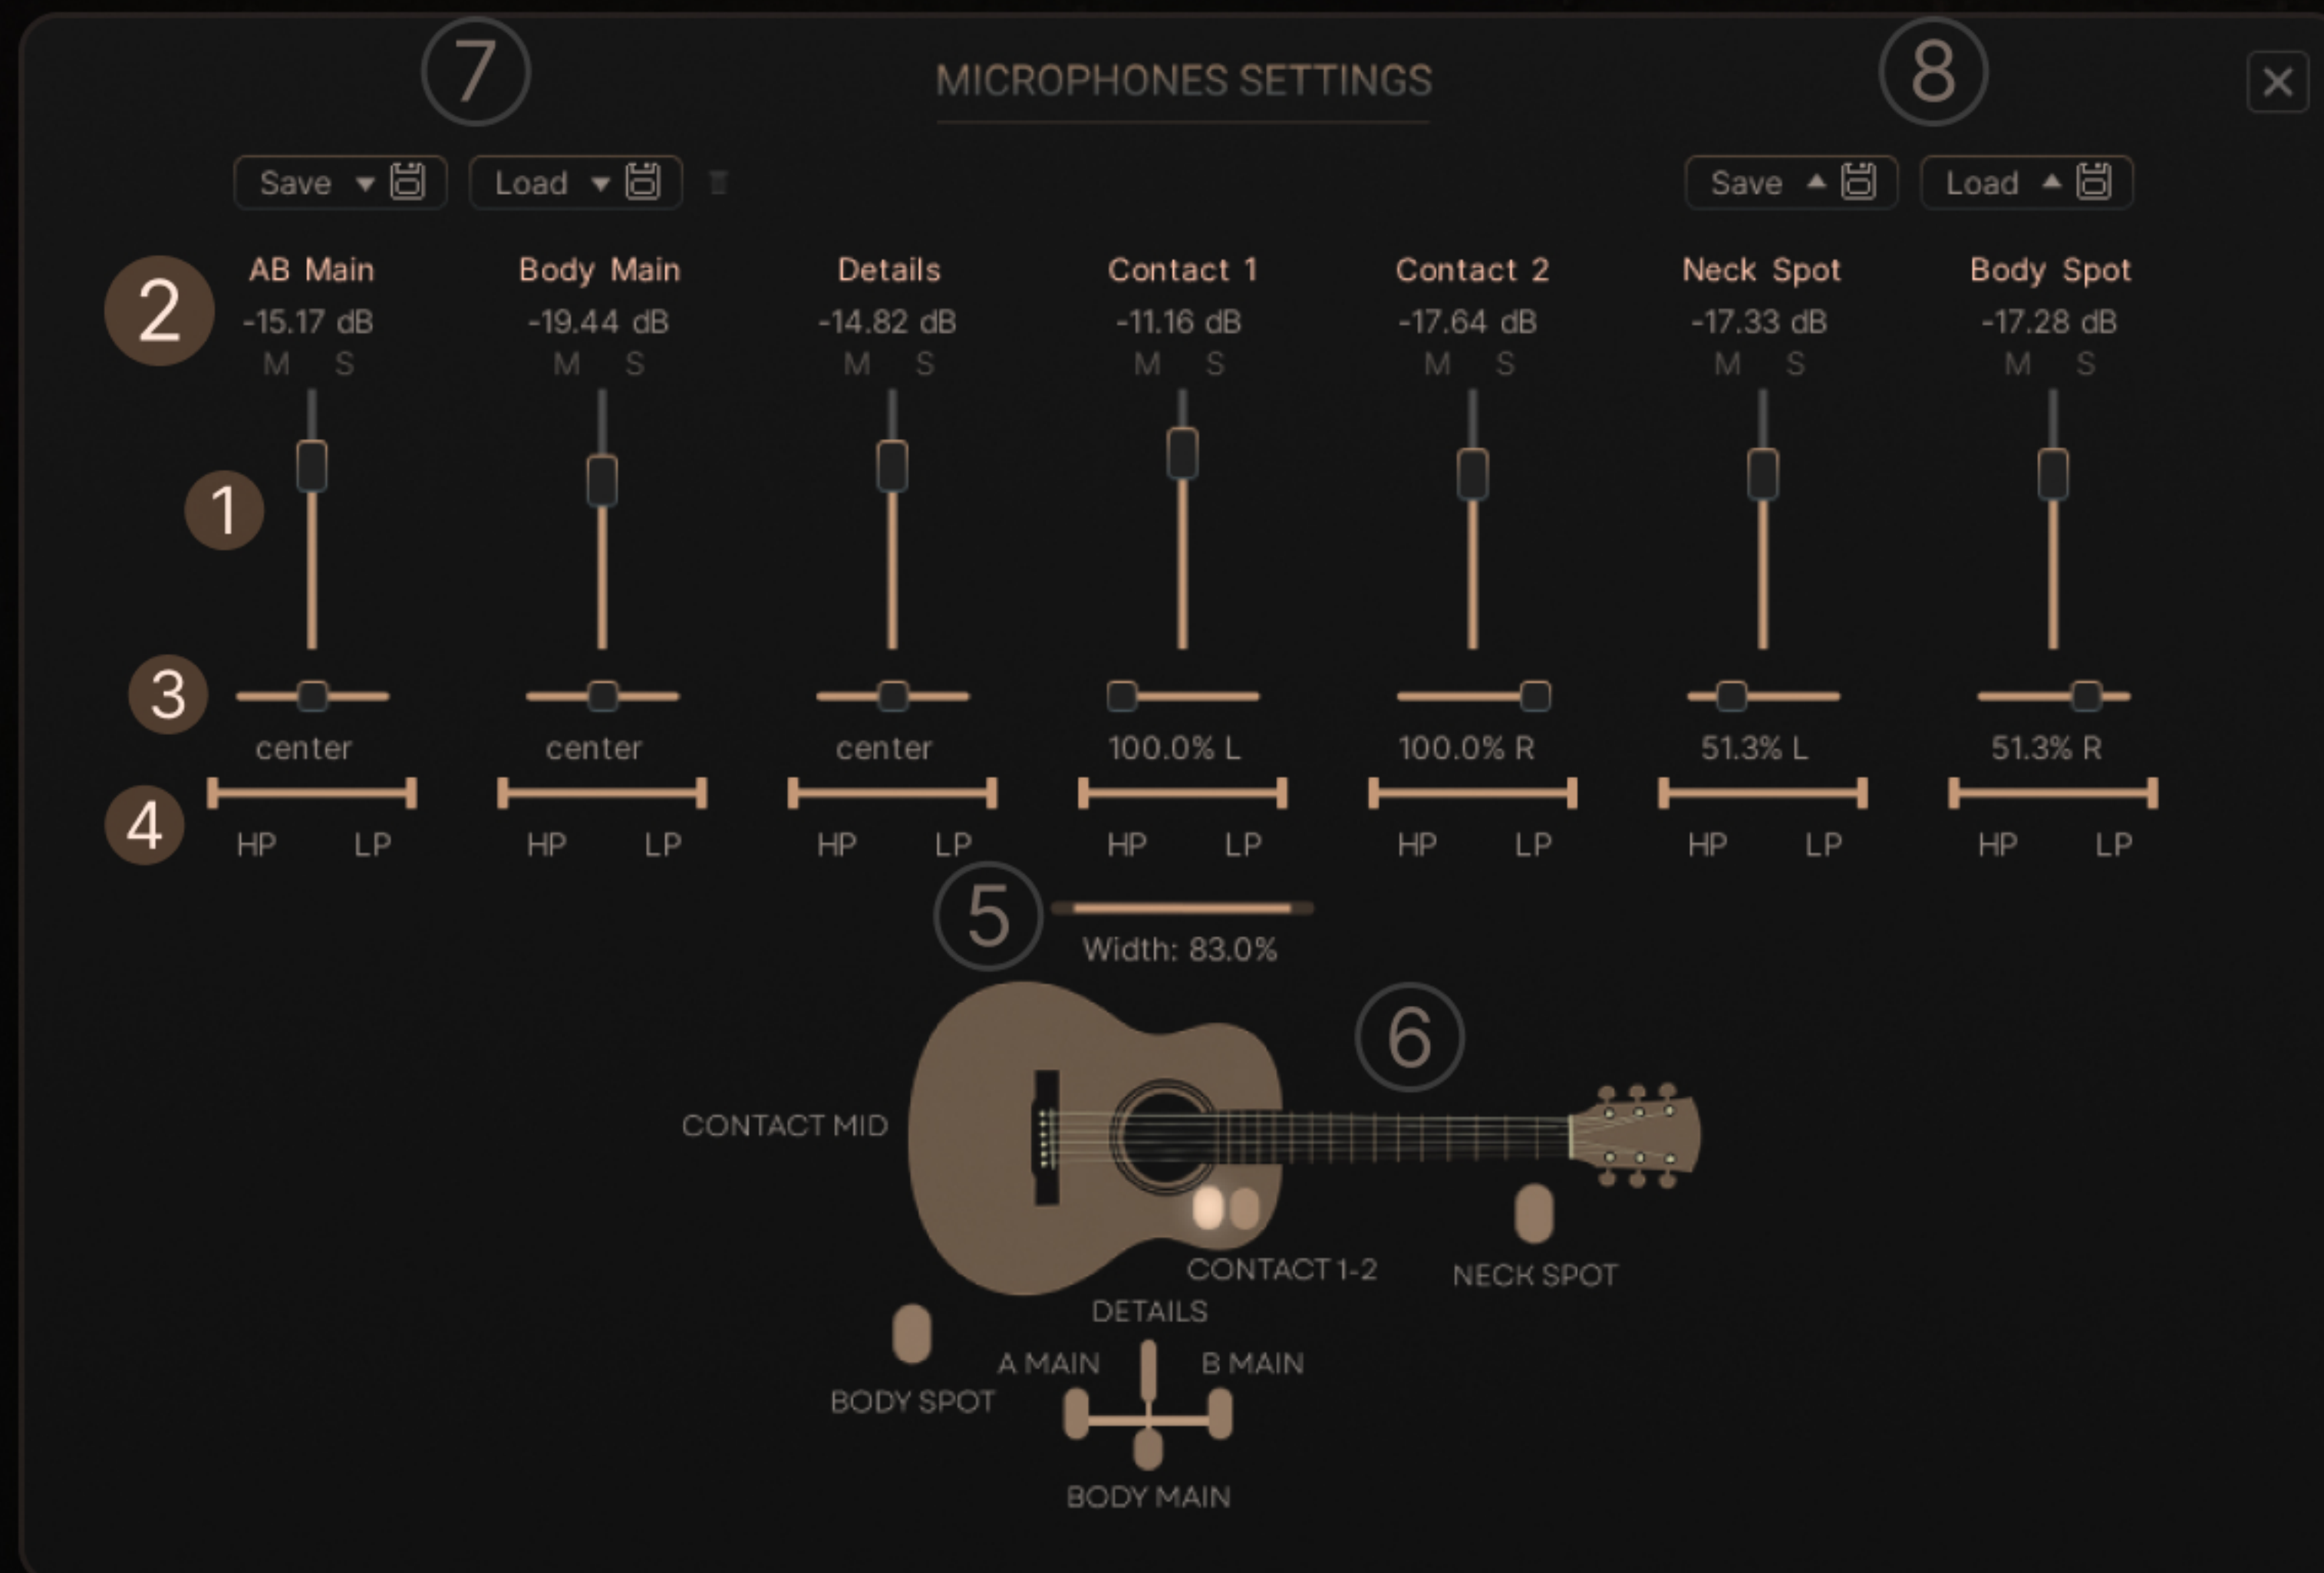 7
MICROPHONES SETTINGS
8
Save Load
Save Load
2
AB Main Body Main Details Contact 1 Contact 2 Neck Spot Body Spot
-15.17 dB -19.44 dB -14.82 dB -11.16 dB -17.64 dB -17.33 dB -17.28 dB
M S M S M S M S M S M S M S
1
3
center center center 100.0% L 100.0% R 51.3% L 51.3% R
4
HP LP HP LP HP LP HP LP HP LP HP LP HP LP
5
Width: 83.0%
6
CONTACT MID
CONTACT 1-2
NECK SPOT
DETAILS
A MAIN B MAIN
BODY SPOT
BODY MAIN